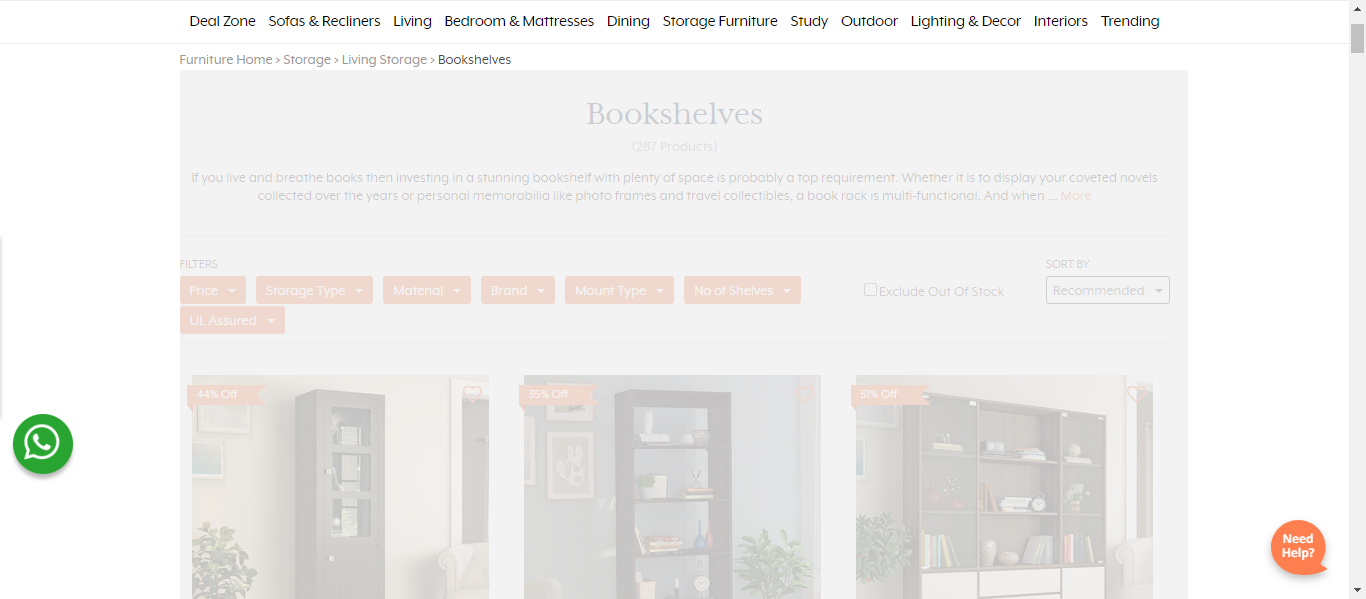 Deal Zone Sofas & Recliners Living Bedroom & Mattresses Dining Storage Furniture Study Outdoor Lighting & Decor Interiors Trending
Furniture Home > Storage > Living Storage > Bookshelves
Bookshelves
(287 Products)
If you live and breathe books then investing in a stunning bookshelf with plenty of space is probably a top requirement. Whether it is to display your coveted novels
collected over the years or personal memorabilia like photo frames and travel collectibles, a book rack is multi-functional. And when ... More
FILTERS
SORT BY
Price Storage Type Material Brand Mount Type No of Shelves Exclude Out Of Stock Recommended
UL Assured
44% Off 35% Off 51% Off
Need
Help?